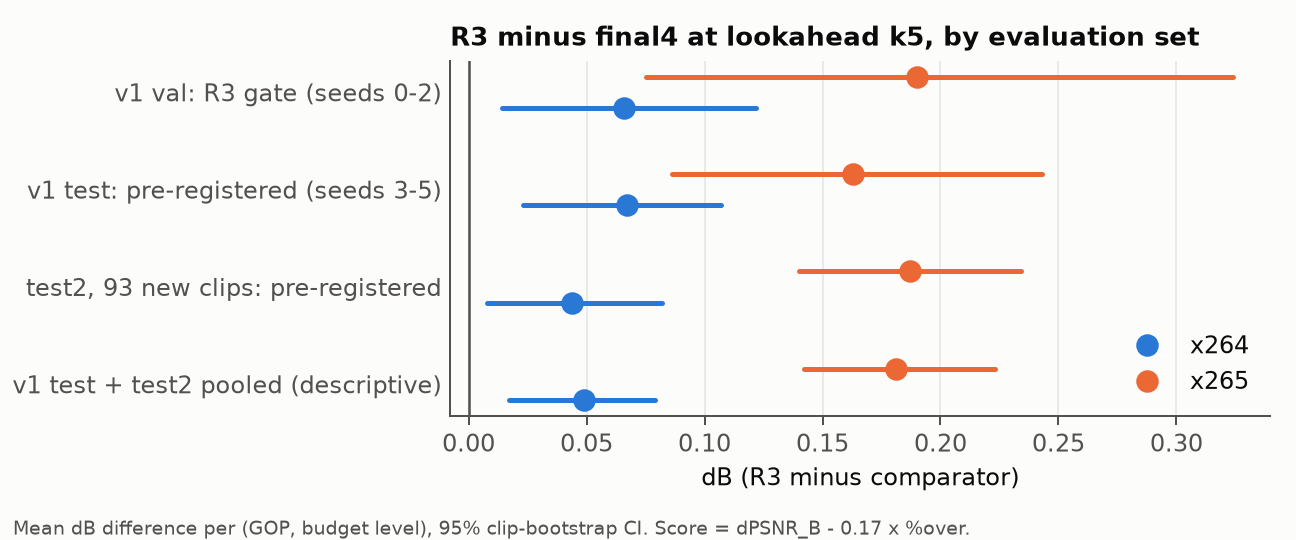 R3 minus final4 at lookahead k5, by evaluation set
v1 val: R3 gate (seeds 0-2)
v1 test: pre-registered (seeds 3-5)
test2, 93 new clips: pre-registered
v1 test + test2 pooled (descriptive)
x264
x265
0.00 0.05 0.10 0.15 0.20 0.25 0.30
dB (R3 minus comparator)
Mean dB difference per (GOP, budget level), 95% clip-bootstrap CI. Score = dPSNR_B - 0.17 x %over.